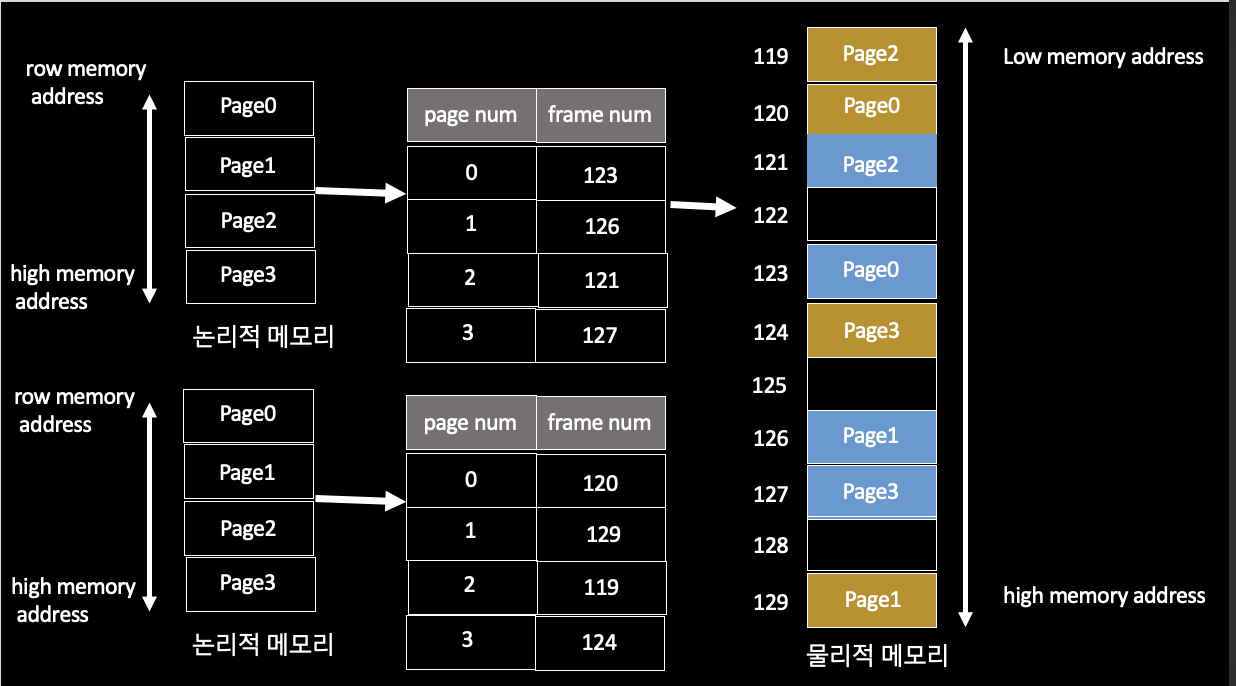 row memory
address
Page0
Page1
Page2
Page3
high memory
address
논리적 메모리
page num frame num
0 123
1 126
2 121
3 127
row memory
address
Page0
Page1
Page2
Page3
high memory
address
논리적 메모리
page num frame num
0 120
1 129
2 119
3 124
119 Page2
120 Page0
121 Page2
122
123 Page0
124 Page3
125
126 Page1
127 Page3
128
129 Page1
물리적 메모리
Low memory address
high memory address